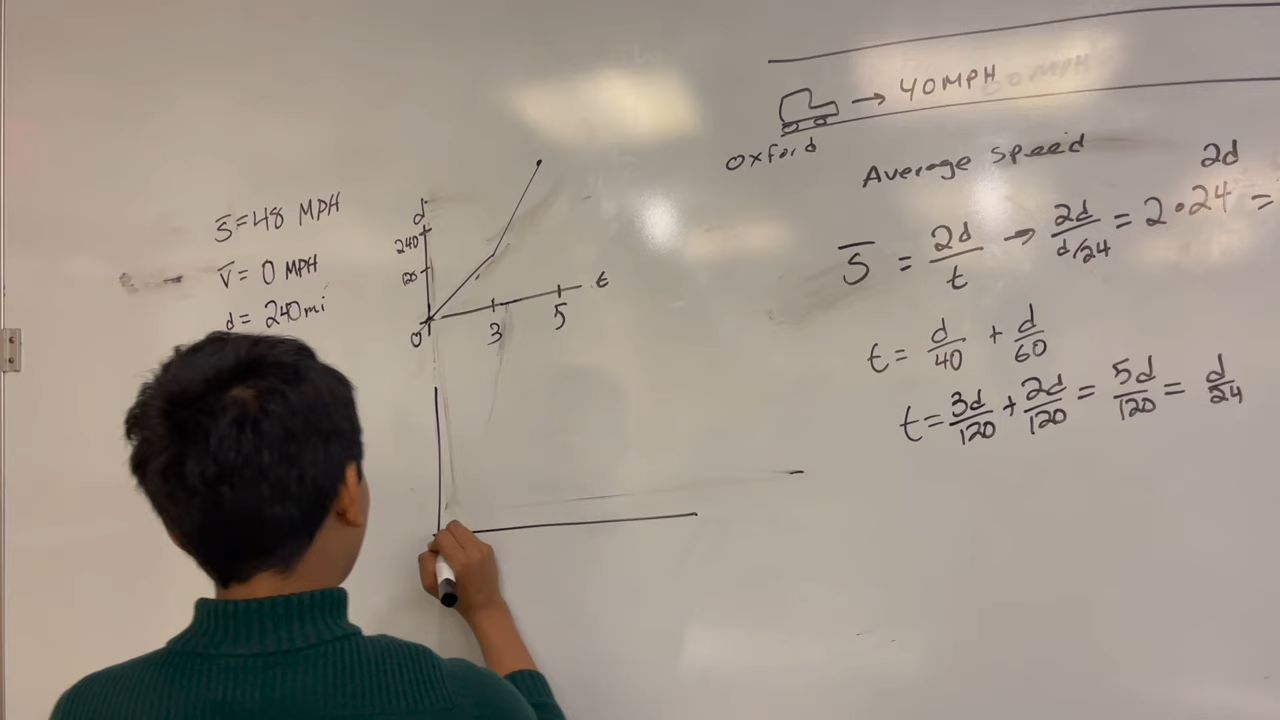 S̅ = 48 MPH
V̅ = 0 MPH
d = 240mi
d
240
120
0
3
5
t
→ 40MPH
Oxford
Average Speed
2d
S̅ = 2d/t → 2d/d/24 = 2•24 =
t = d/40 + d/60
t = 3d/120 + 2d/120 = 5d/120 = d/24